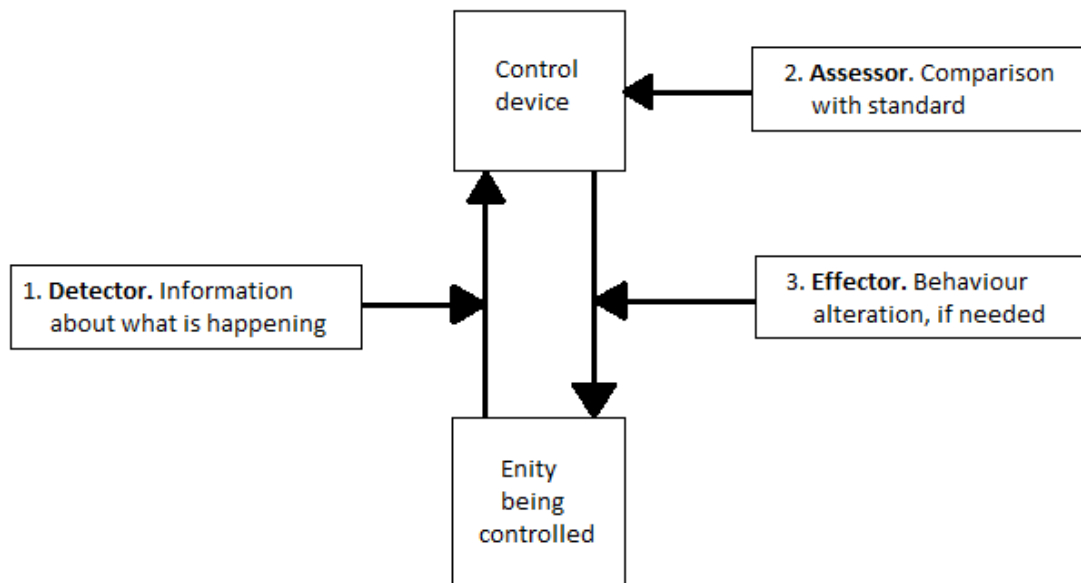 Control
device
2. Assessor. Comparison
with standard
1. Detector. Information
about what is happening
3. Effector. Behaviour
alteration, if needed
Enity
being
controlled